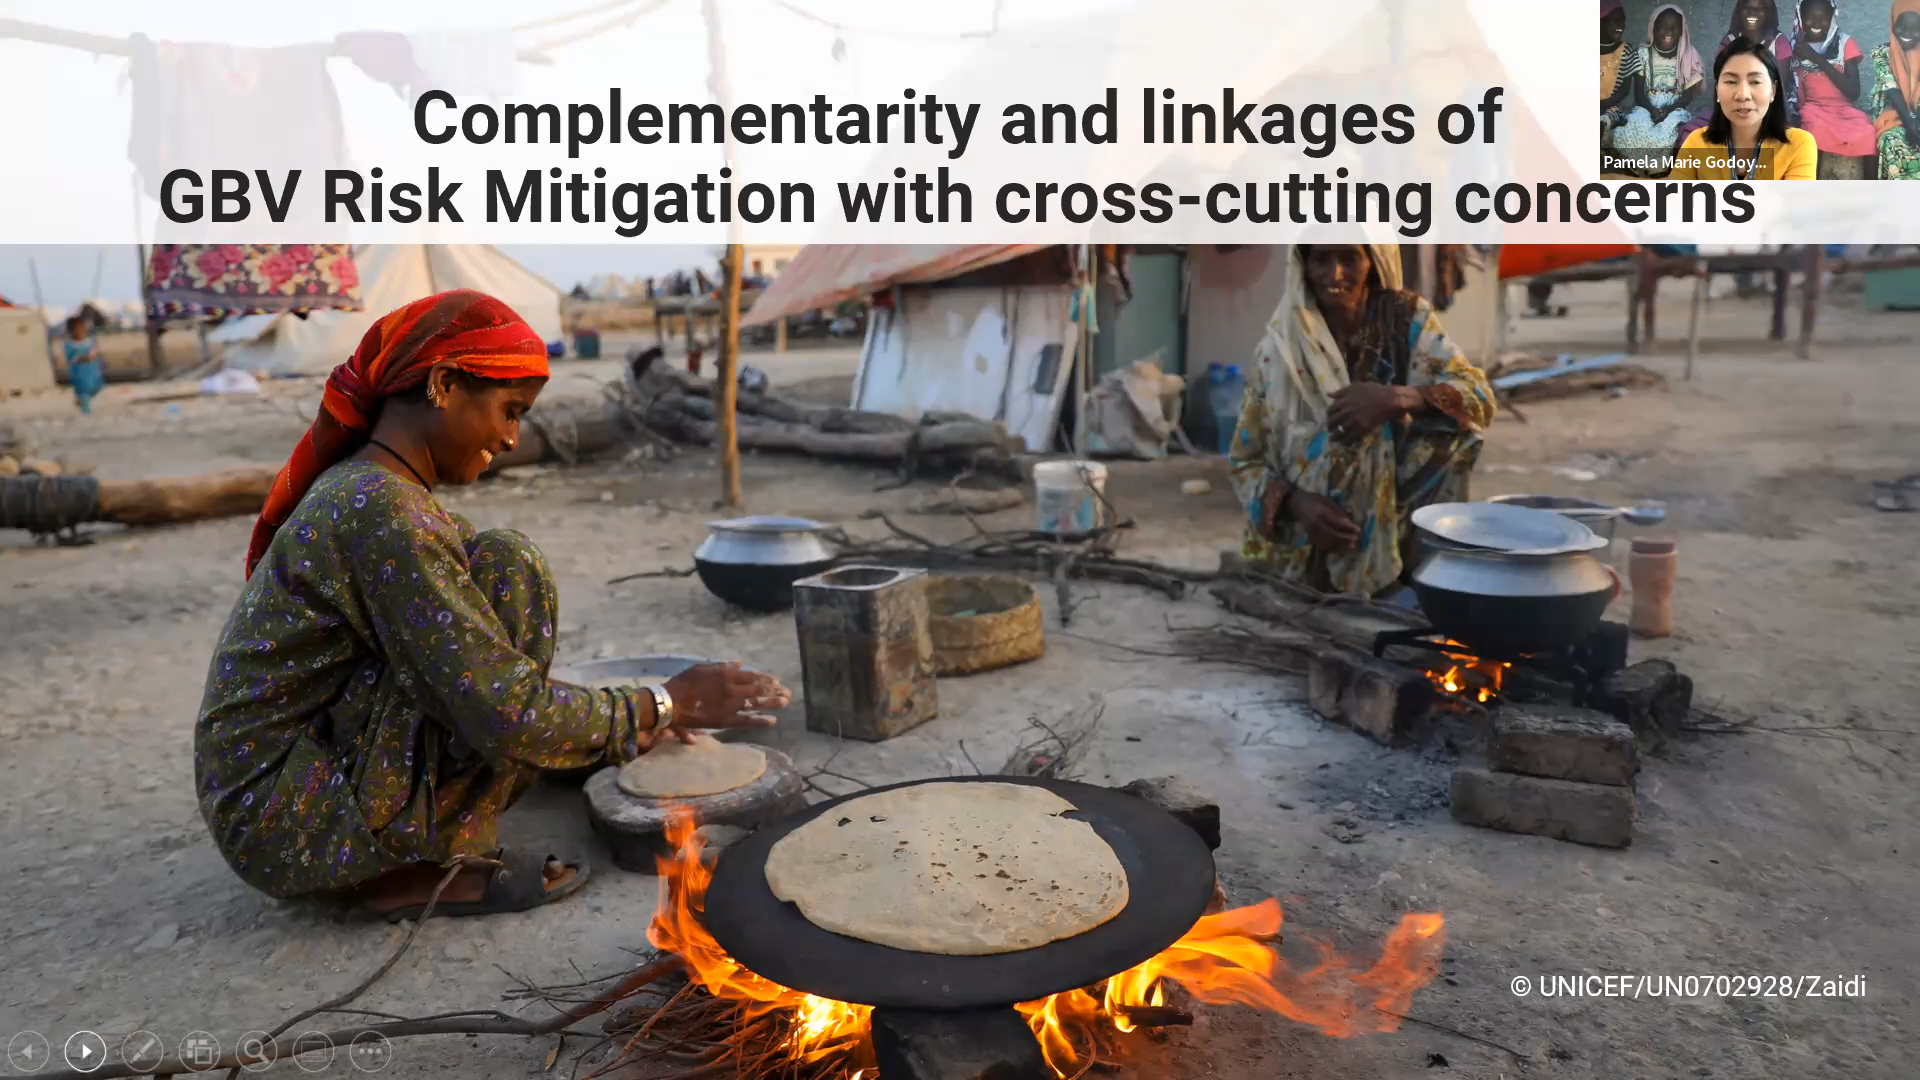 Complementarity and linkages of
GBV Risk Mitigation with cross-cutting concerns
Pamela Marie Godoy...
© UNICEF/UN0702928/Zaidi